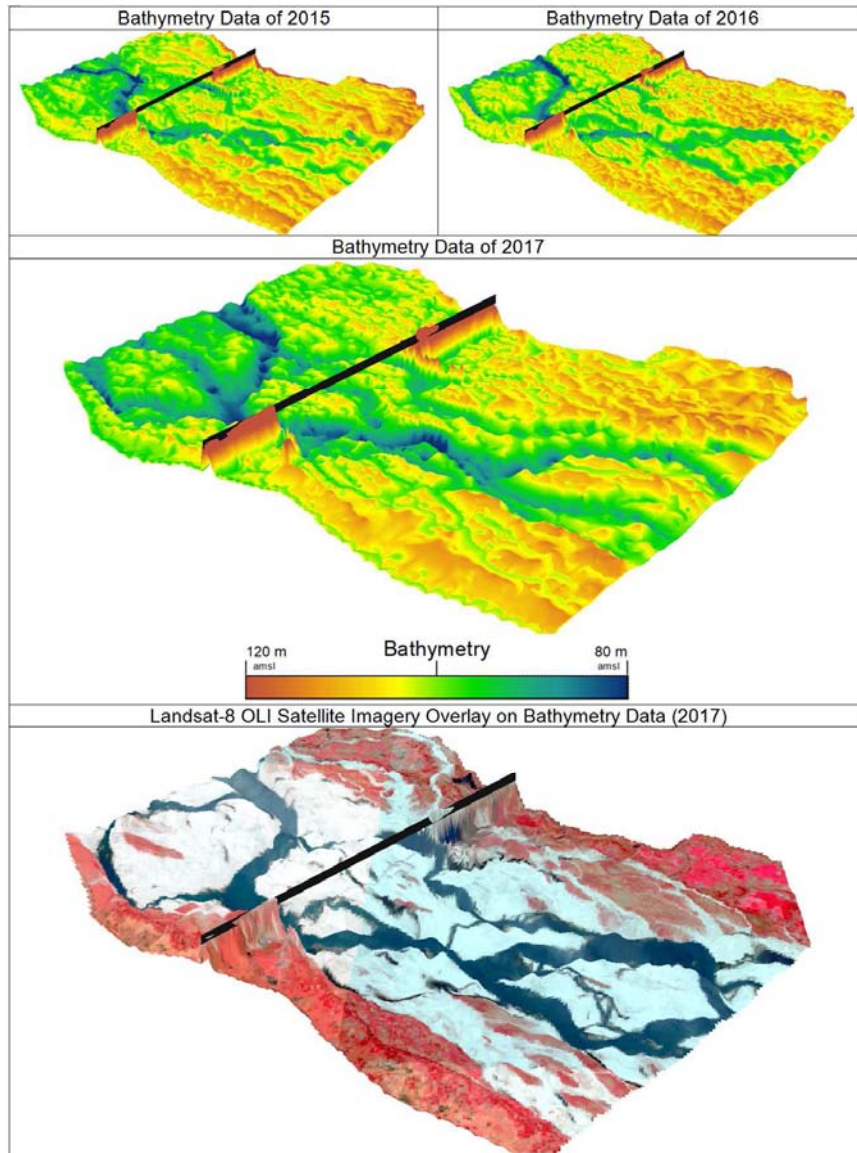 Bathymetry Data of 2015
Bathymetry Data of 2016
Bathymetry Data of 2017
120 m
amsl
Bathymetry
80 m
amsl
Landsat-8 OLI Satellite Imagery Overlay on Bathymetry Data (2017)